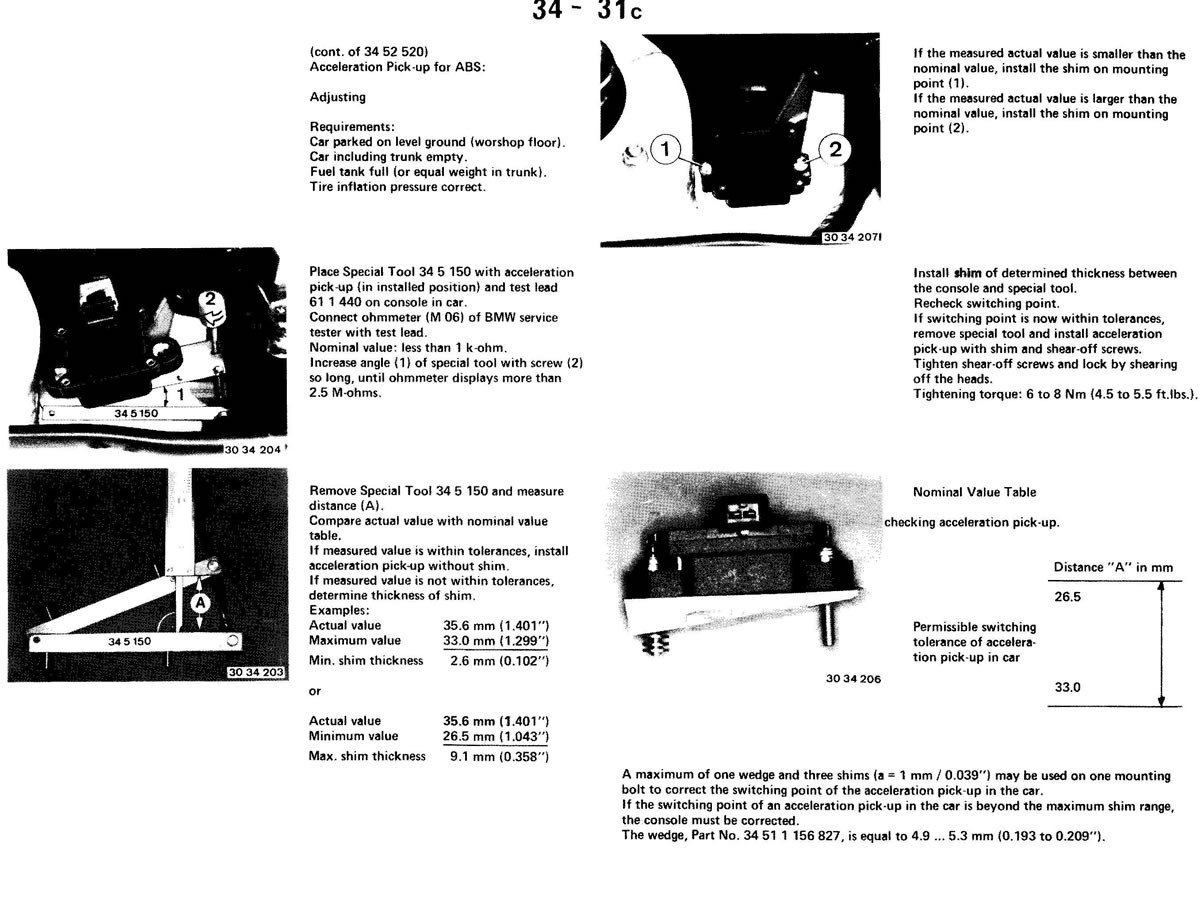 34 - 31c
(cont. of 34 52 520)
Acceleration Pick-up for ABS:
Adjusting
Requirements:
Car parked on level ground (worshop floor).
Car including trunk empty.
Fuel tank full (or equal weight in trunk).
Tire inflation pressure correct.
1
2
30 34 207
If the measured actual value is smaller than the
nominal value, install the shim on mounting
point (1).
If the measured actual value is larger than the
nominal value, install the shim on mounting
point (2).
2
1
34 5 150
30 34 204
Place Special Tool 34 5 150 with acceleration
pick-up (in installed position) and test lead
61 1 440 on console in car.
Connect ohmmeter (M 06) of BMW service
tester with test lead.
Nominal value: less than 1 k-ohm.
Increase angle (1) of special tool with screw (2)
so long, until ohmmeter displays more than
2.5 M-ohms.
Install shim of determined thickness between
the console and special tool.
Recheck switching point.
If switching point is now within tolerances,
remove special tool and install acceleration
pick-up with shim and shear-off screws.
Tighten shear-off screws and lock by shearing
off the heads.
Tightening torque: 6 to 8 Nm (4.5 to 5.5 ft.lbs.).
A
34 5 150
30 34 203
Remove Special Tool 34 5 150 and measure
distance (A).
Compare actual value with nominal value
table.
If measured value is within tolerances, install
acceleration pick-up without shim.
If measured value is not within tolerances,
determine thickness of shim.
Examples:
Actual value 35.6 mm (1.401")
Maximum value 33.0 mm (1.299")
Min. shim thickness 2.6 mm (0.102")
or
Actual value 35.6 mm (1.401")
Minimum value 26.5 mm (1.043")
Max. shim thickness 9.1 mm (0.358")
30 34 206
Nominal Value Table
checking acceleration pick-up.
Distance "A" in mm
26.5
Permissible switching
tolerance of accelera-
tion pick-up in car
33.0
A maximum of one wedge and three shims (a = 1 mm / 0.039") may be used on one mounting
bolt to correct the switching point of the acceleration pick-up in the car.
If the switching point of an acceleration pick-up in the car is beyond the maximum shim range,
the console must be corrected.
The wedge, Part No. 34 51 1 156 827, is equal to 4.9 ... 5.3 mm (0.193 to 0.209").